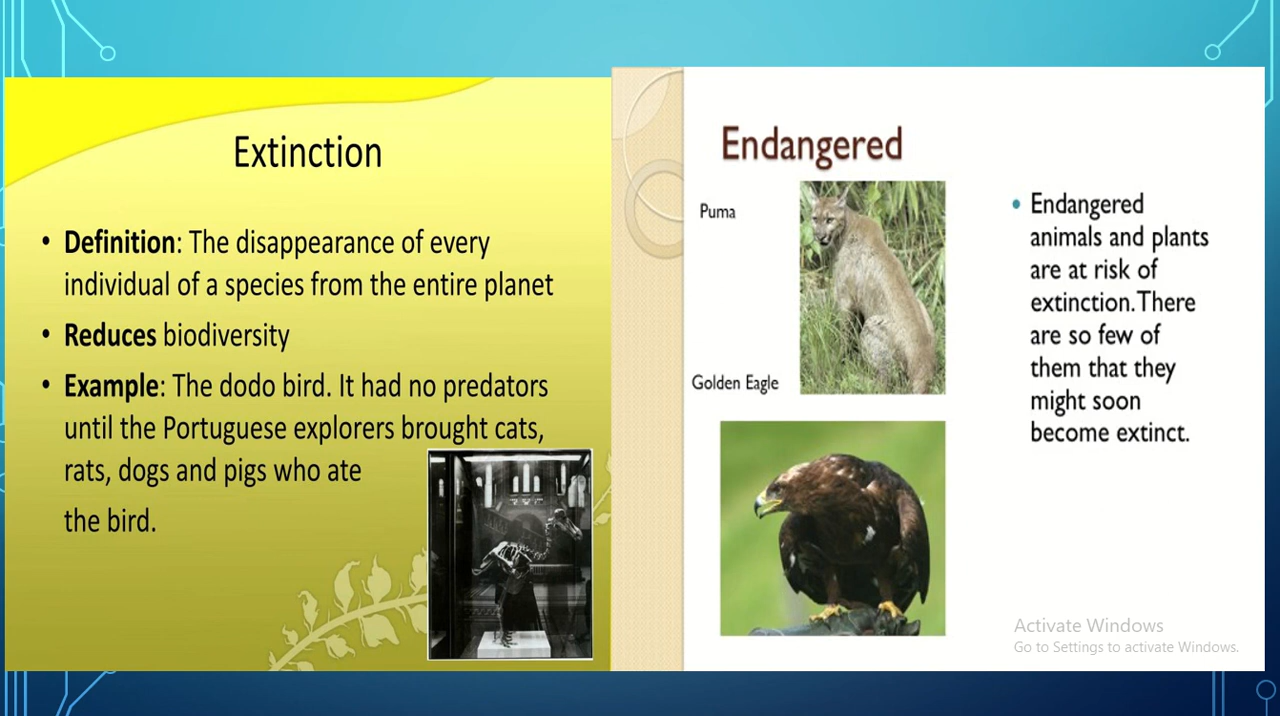 Extinction
• Definition: The disappearance of every
individual of a species from the entire planet
• Reduces biodiversity
• Example: The dodo bird. It had no predators
until the Portuguese explorers brought cats,
rats, dogs and pigs who ate
the bird.
Endangered
Puma
Golden Eagle
• Endangered
animals and plants
are at risk of
extinction.There
are so few of
them that they
might soon
become extinct.
Activate Windows
Go to Settings to activate Windows.